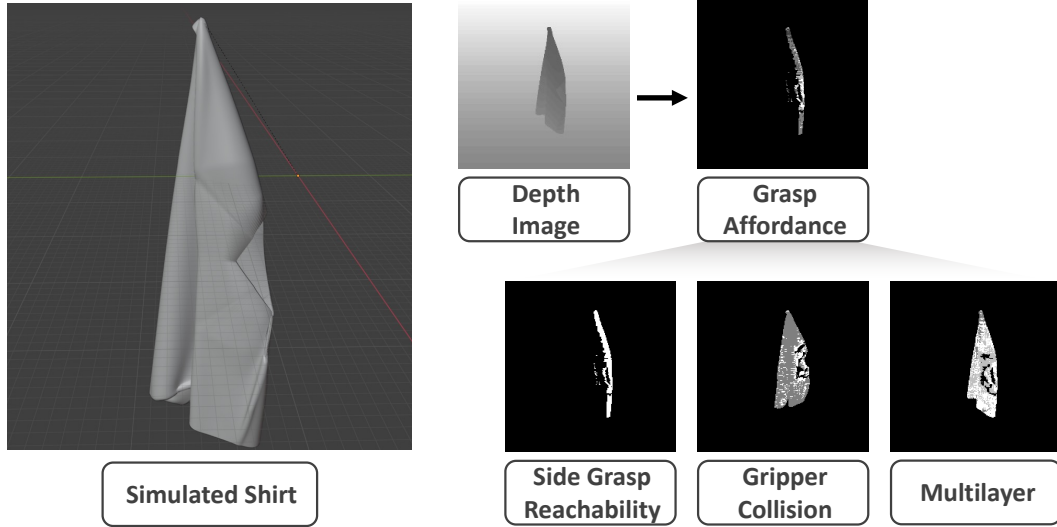 Depth
Image
Grasp
Affordance
Simulated Shirt
Side Grasp
Reachability
Gripper
Collision
Multilayer